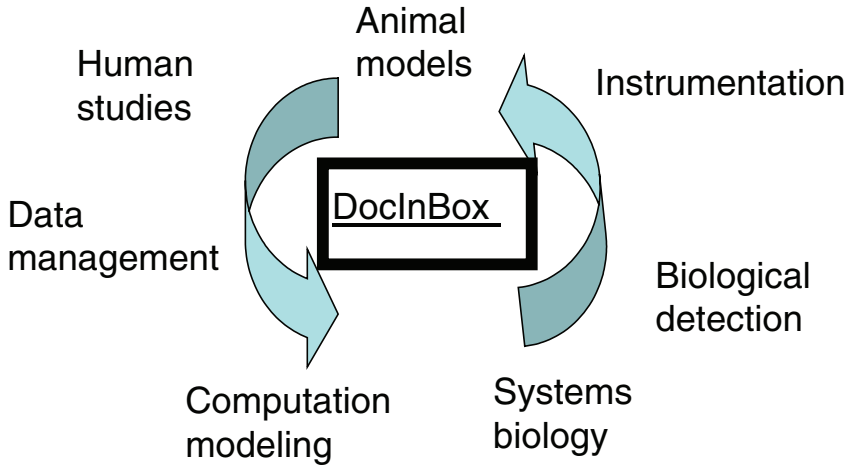 Animal
models
Human
studies
Instrumentation
DocInBox
Data
management
Biological
detection
Computation
modeling
Systems
biology